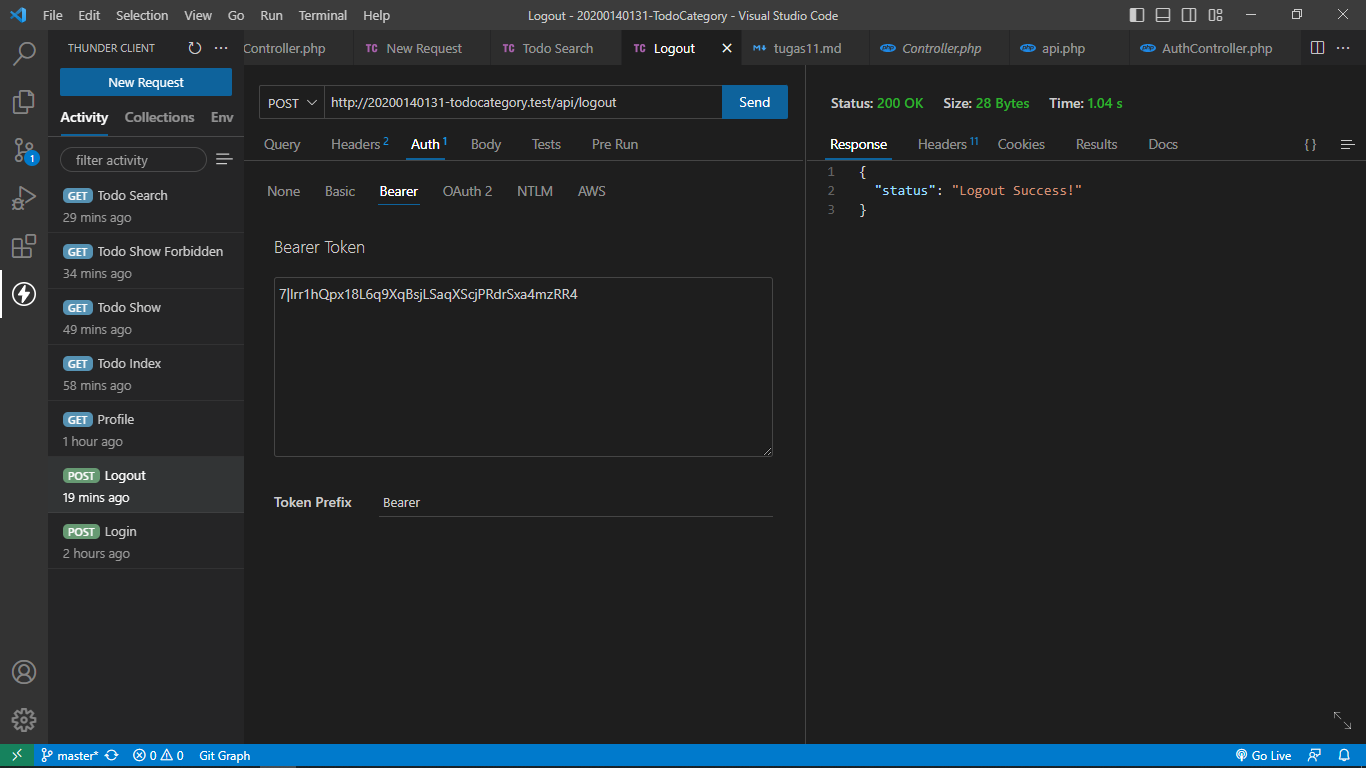 File Edit Selection View Go Run Terminal Help Logout - 20200140131-TodoCategory - Visual Studio Code
THUNDER CLIENT ...
Controller.php TC New Request TC Todo Search TC Logout tugas11.md Controller.php api.php AuthController.php ...
New Request
Activity Collections Env
filter activity
GET Todo Search
29 mins ago
GET Todo Show Forbidden
34 mins ago
GET Todo Show
49 mins ago
GET Todo Index
58 mins ago
GET Profile
1 hour ago
POST Logout
19 mins ago
POST Login
2 hours ago
1
POST http://20200140131-todocategory.test/api/logout Send
Query Headers 2 Auth 1 Body Tests Pre Run
None Basic Bearer OAuth 2 NTLM AWS
Bearer Token
7|Irr1hQpx18L6q9XqBsjLSaqXScjPRdrSxa4mzRR4
Token Prefix Bearer
Status: 200 OK Size: 28 Bytes Time: 1.04 s
Response Headers 11 Cookies Results Docs { }
1 {
2 "status": "Logout Success!"
3 }
master* 0 0 Git Graph Go Live